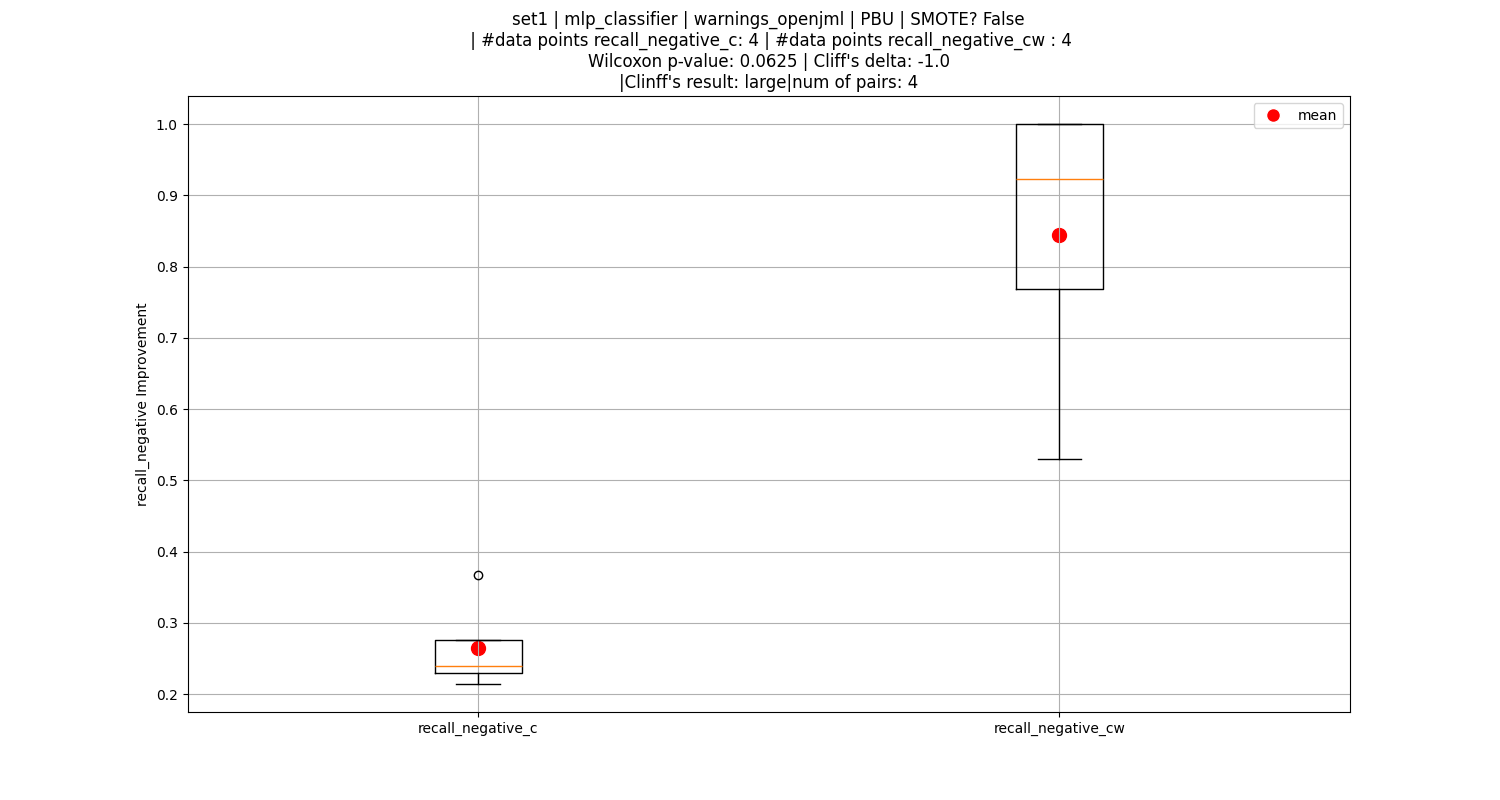 set1 | mlp_classifier | warnings_openjml | PBU | SMOTE? False
| #data points recall_negative_c: 4 | #data points recall_negative_cw : 4
Wilcoxon p-value: 0.0625 | Cliff's delta: -1.0
|Clinff's result: large|num of pairs: 4
mean
1.0
0.9
0.8
0.7
0.6
0.5
0.4
0.3
0.2
recall_negative Improvement
recall_negative_c
recall_negative_cw